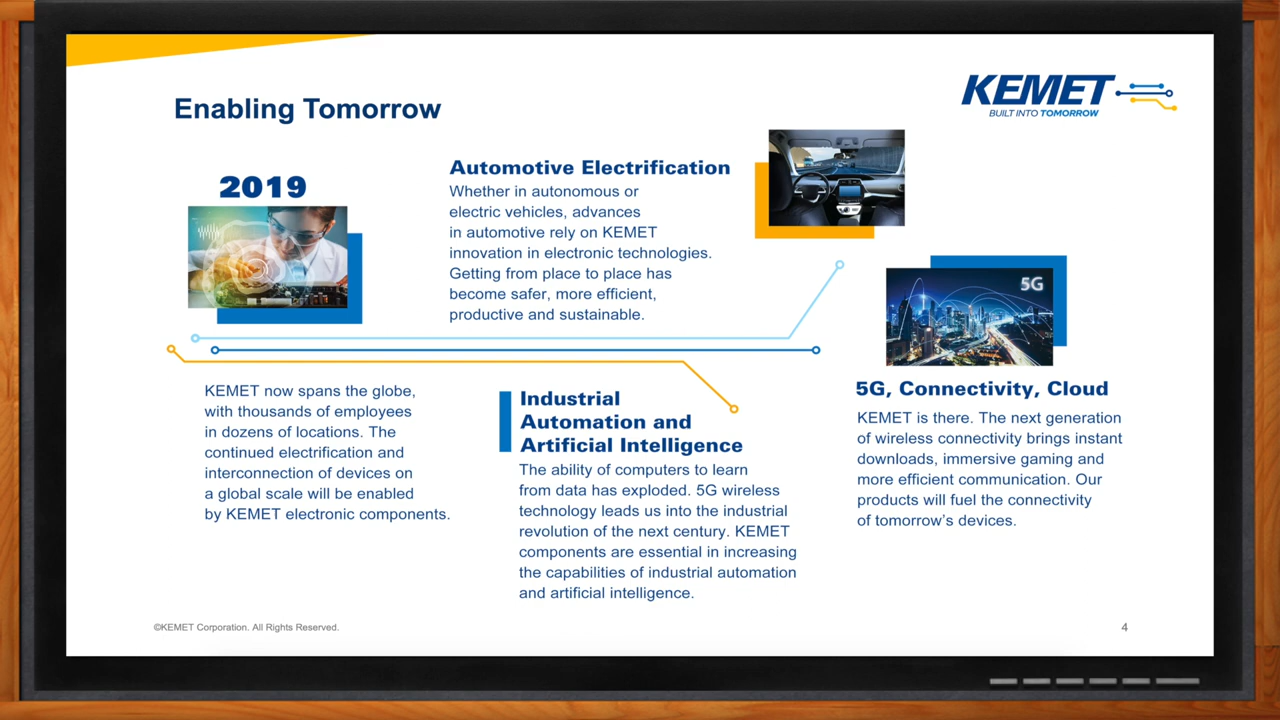 Enabling Tomorrow
KEMET
BUILT INTO TOMORROW
2019
Automotive Electrification
Whether in autonomous or
electric vehicles, advances
in automotive rely on KEMET
innovation in electronic technologies.
Getting from place to place has
become safer, more efficient,
productive and sustainable.
5G
KEMET now spans the globe,
with thousands of employees
in dozens of locations. The
continued electrification and
interconnection of devices on
a global scale will be enabled
by KEMET electronic components.
Industrial
Automation and
Artificial Intelligence
The ability of computers to learn
from data has exploded. 5G wireless
technology leads us into the industrial
revolution of the next century. KEMET
components are essential in increasing
the capabilities of industrial automation
and artificial intelligence.
5G, Connectivity, Cloud
KEMET is there. The next generation
of wireless connectivity brings instant
downloads, immersive gaming and
more efficient communication. Our
products will fuel the connectivity
of tomorrow's devices.
©KEMET Corporation. All Rights Reserved.
4